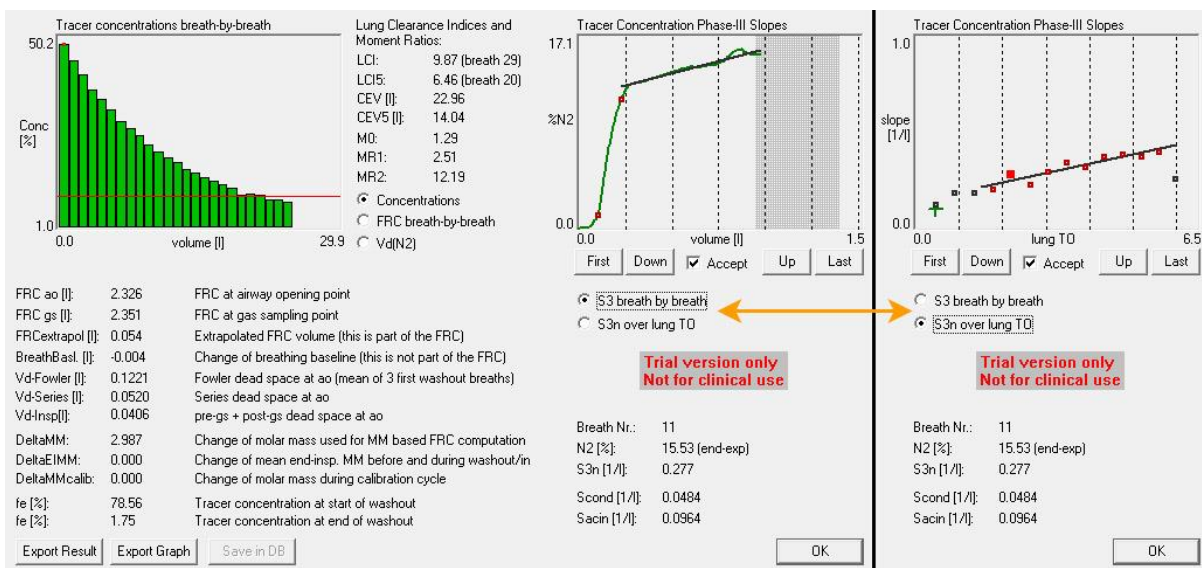 Tracer concentrations breath-by-breath
50.2
Conc
[%]
1.0
0.0
volume [l]
29.9
Lung Clearance Indices and
Moment Ratios:
LCI: 9.87 (breath 29)
LCI5: 6.46 (breath 20)
CEV [l]: 22.96
CEV5 [l]: 14.04
M0: 1.29
MR1: 2.51
MR2: 12.19
Concentrations
FRC breath-by-breath
Vd(N2)
FRC ao [l]: 2.326 FRC at airway opening point
FRC gs [l]: 2.351 FRC at gas sampling point
FRCextrapol [l]: 0.054 Extrapolated FRC volume (this is part of the FRC)
BreathBasl. [l]: -0.004 Change of breathing baseline (this is not part of the FRC)
Vd-Fowler [l]: 0.1221 Fowler dead space at ao (mean of 3 first washout breaths)
Vd-Series [l]: 0.0520 Series dead space at ao
Vd-Insp[l]: 0.0406 pre-gs + post-gs dead space at ao
DeltaMM: 2.987 Change of molar mass used for MM based FRC computation
DeltaEIMM: 0.000 Change of mean end-insp. MM before and during washout/in
DeltaMMcalib: 0.000 Change of molar mass during calibration cycle
fe [%]: 78.56 Tracer concentration at start of washout
fe [%]: 1.75 Tracer concentration at end of washout
Export Result Export Graph Save in DB
Tracer Concentration Phase-III Slopes
17.1
%N2
0.0
0.0
volume [l]
1.5
First Down Accept Up Last
S3 breath by breath
S3n over lung TO
Trial version only
Not for clinical use
Breath Nr.: 11
N2 [%]: 15.53 (end-exp)
S3n [1/l]: 0.277
Scond [1/l]: 0.0484
Sacin [1/l]: 0.0964
OK
Tracer Concentration Phase-III Slopes
1.0
slope
[1/l]
0.0
0.0
lung TO
6.5
First Down Accept Up Last
S3 breath by breath
S3n over lung TO
Trial version only
Not for clinical use
Breath Nr.: 11
N2 [%]: 15.53 (end-exp)
S3n [1/l]: 0.277
Scond [1/l]: 0.0484
Sacin [1/l]: 0.0964
OK